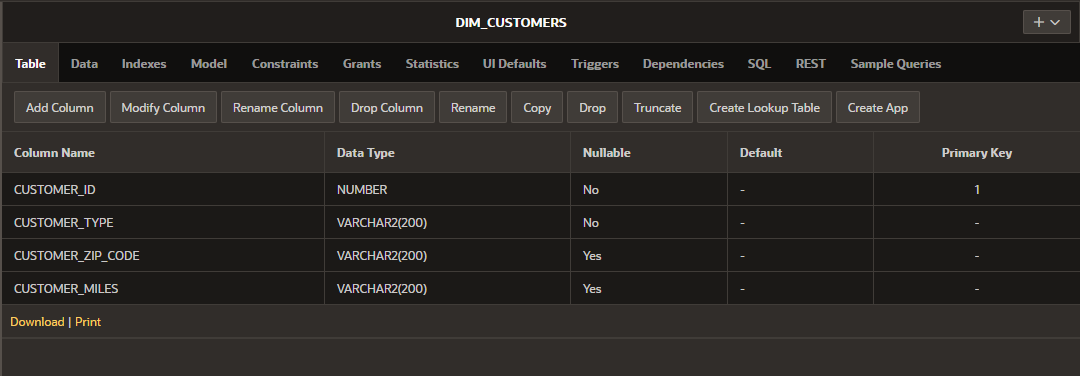 DIM_CUSTOMERS
Table Data Indexes Model Constraints Grants Statistics UI Defaults Triggers Dependencies SQL REST Sample Queries
Add Column Modify Column Rename Column Drop Column Rename Copy Drop Truncate Create Lookup Table Create App
Column Name Data Type Nullable Default Primary Key
CUSTOMER_ID NUMBER No - 1
CUSTOMER_TYPE VARCHAR2(200) No - -
CUSTOMER_ZIP_CODE VARCHAR2(200) Yes - -
CUSTOMER_MILES VARCHAR2(200) Yes - -
Download | Print